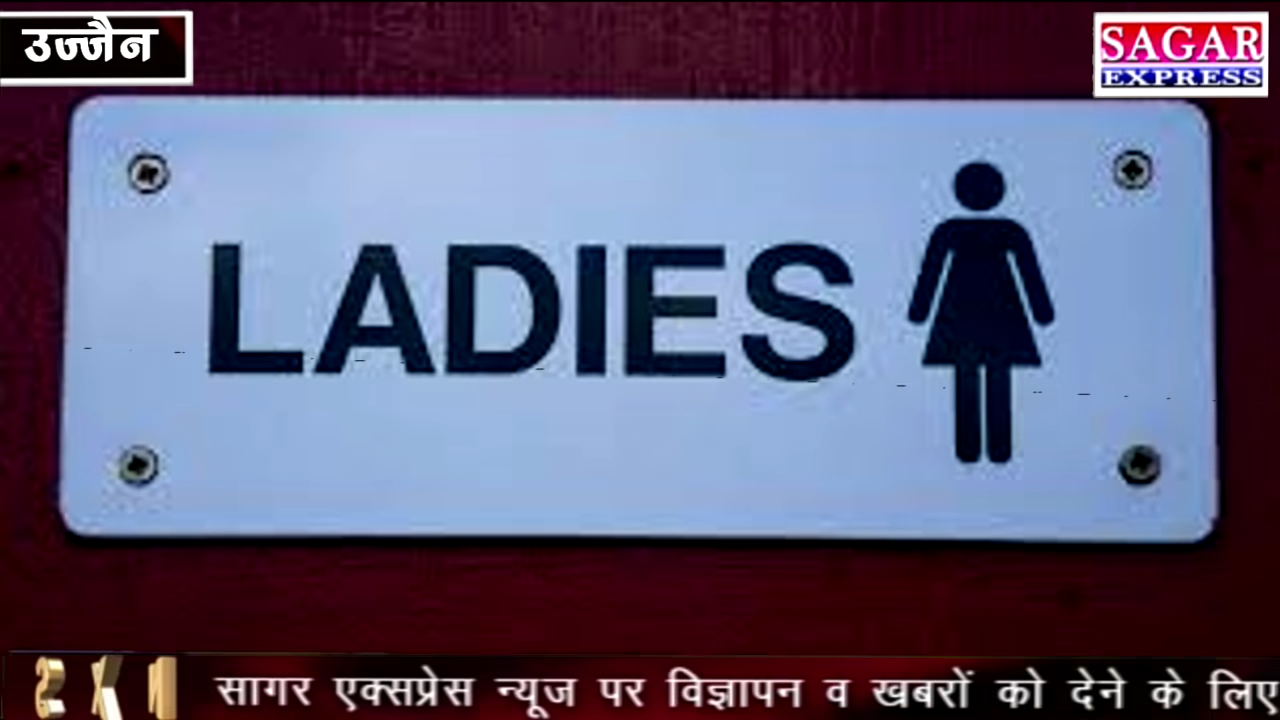 उज्जैन
SAGAR
EXPRESS
LADIES
सागर एक्सप्रेस न्यूज पर विज्ञापन व खबरों को देने के लिए